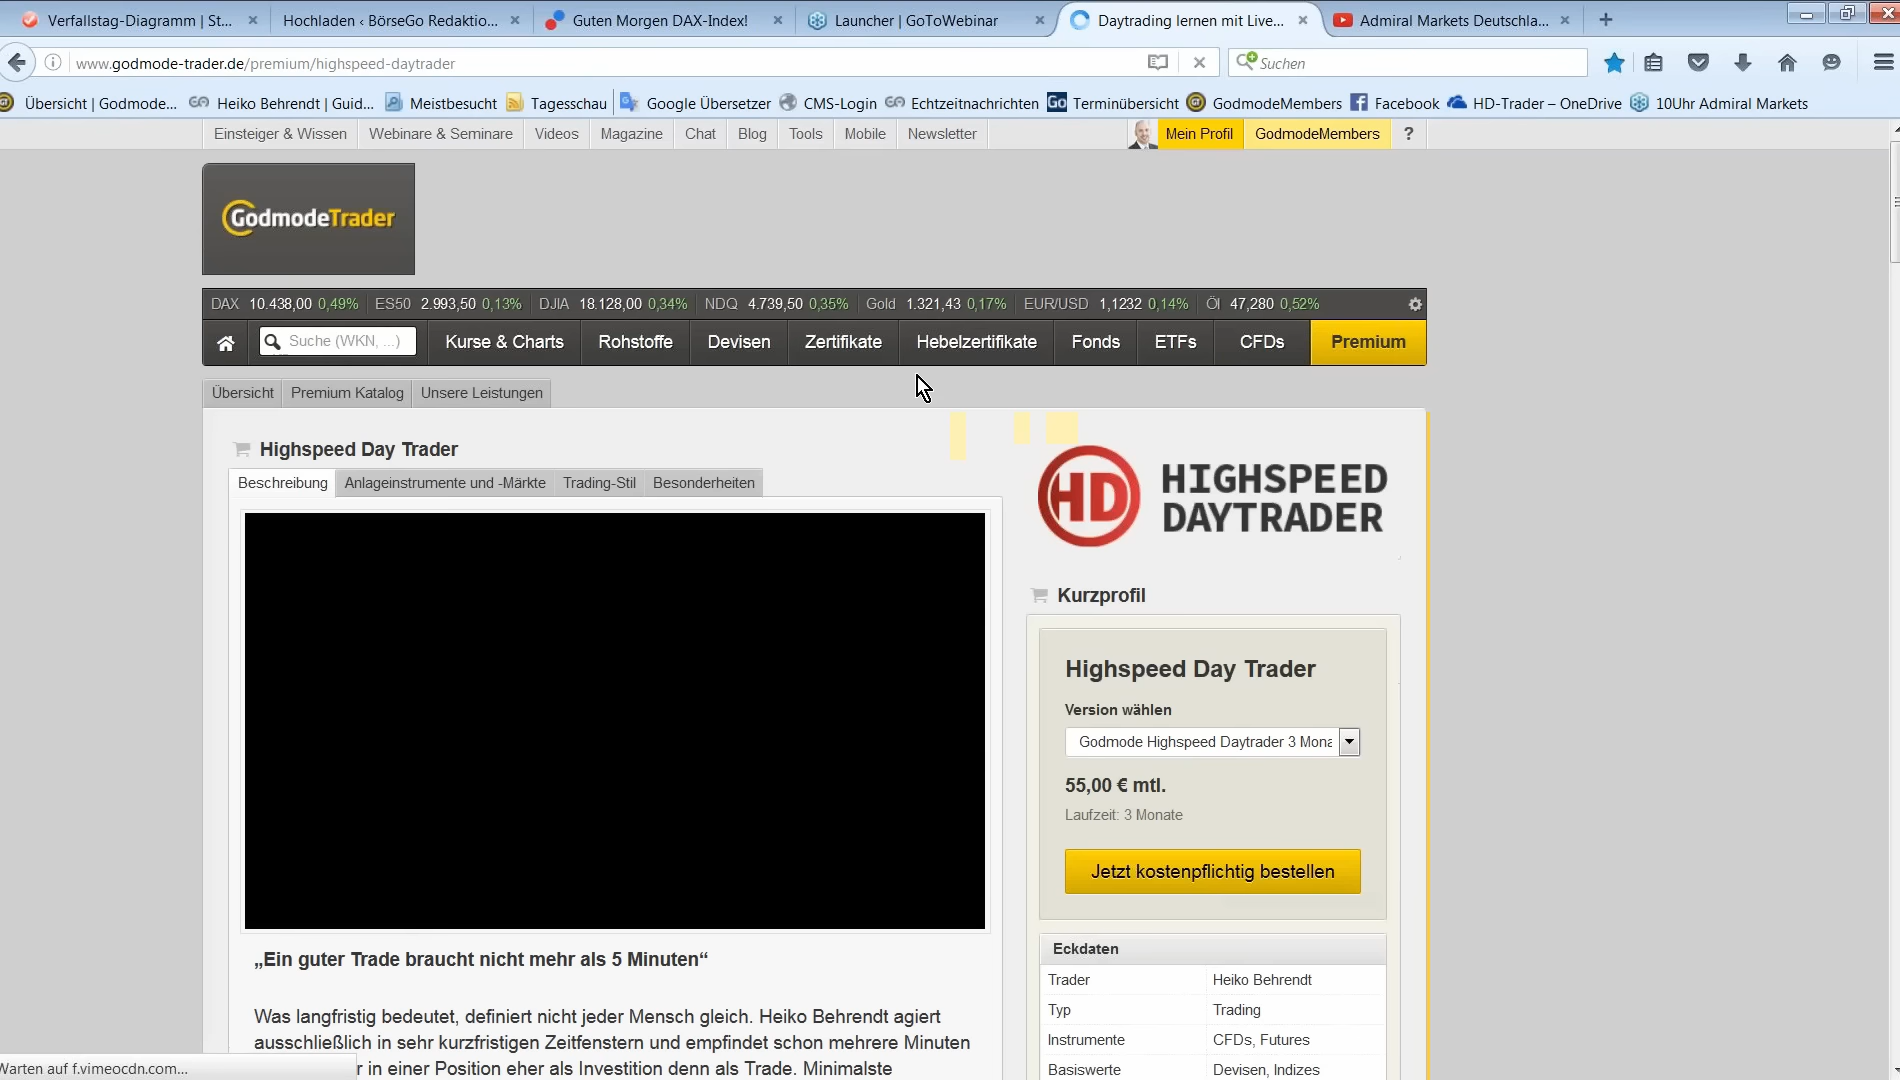 Verfallstag-Diagramm | St...
Hochladen ‹ BörseGo Redaktio...
Guten Morgen DAX-Index!
Launcher | GoToWebinar
Daytrading lernen mit Live...
Admiral Markets Deutschla...
www.godmode-trader.de/premium/highspeed-daytrader
Suchen
Übersicht | Godmode...
Heiko Behrendt | Guid...
Meistbesucht
Tagesschau
Google Übersetzer
CMS-Login
Echtzeitnachrichten
Go Terminübersicht
GodmodeMembers
Facebook
HD-Trader – OneDrive
10Uhr Admiral Markets
Einsteiger & Wissen
Webinare & Seminare
Videos
Magazine
Chat
Blog
Tools
Mobile
Newsletter
Mein Profil
GodmodeMembers
?
GodmodeTrader
DAX 10.438,00 0,49%
ES50 2.993,50 0,13%
DJIA 18.128,00 0,34%
NDQ 4.739,50 0,35%
Gold 1.321,43 0,17%
EUR/USD 1,1232 0,14%
Öl 47,280 0,52%
Suche (WKN, ...)
Kurse & Charts
Rohstoffe
Devisen
Zertifikate
Hebelzertifikate
Fonds
ETFs
CFDs
Premium
Übersicht
Premium Katalog
Unsere Leistungen
Highspeed Day Trader
Beschreibung
Anlageinstrumente und -Märkte
Trading-Stil
Besonderheiten
HD HIGHSPEED
DAYTRADER
Kurzprofil
Highspeed Day Trader
Version wählen
Godmode Highspeed Daytrader 3 Mona
55,00 € mtl.
Laufzeit: 3 Monate
Jetzt kostenpflichtig bestellen
Eckdaten
Trader Heiko Behrendt
Typ Trading
Instrumente CFDs, Futures
Basiswerte Devisen, Indizes
„Ein guter Trade braucht nicht mehr als 5 Minuten“
Was langfristig bedeutet, definiert nicht jeder Mensch gleich. Heiko Behrendt agiert
ausschließlich in sehr kurzfristigen Zeitfenstern und empfindet schon mehrere Minuten
r in einer Position eher als Investition denn als Trade. Minimalste
Warten auf f.vimeocdn.com...